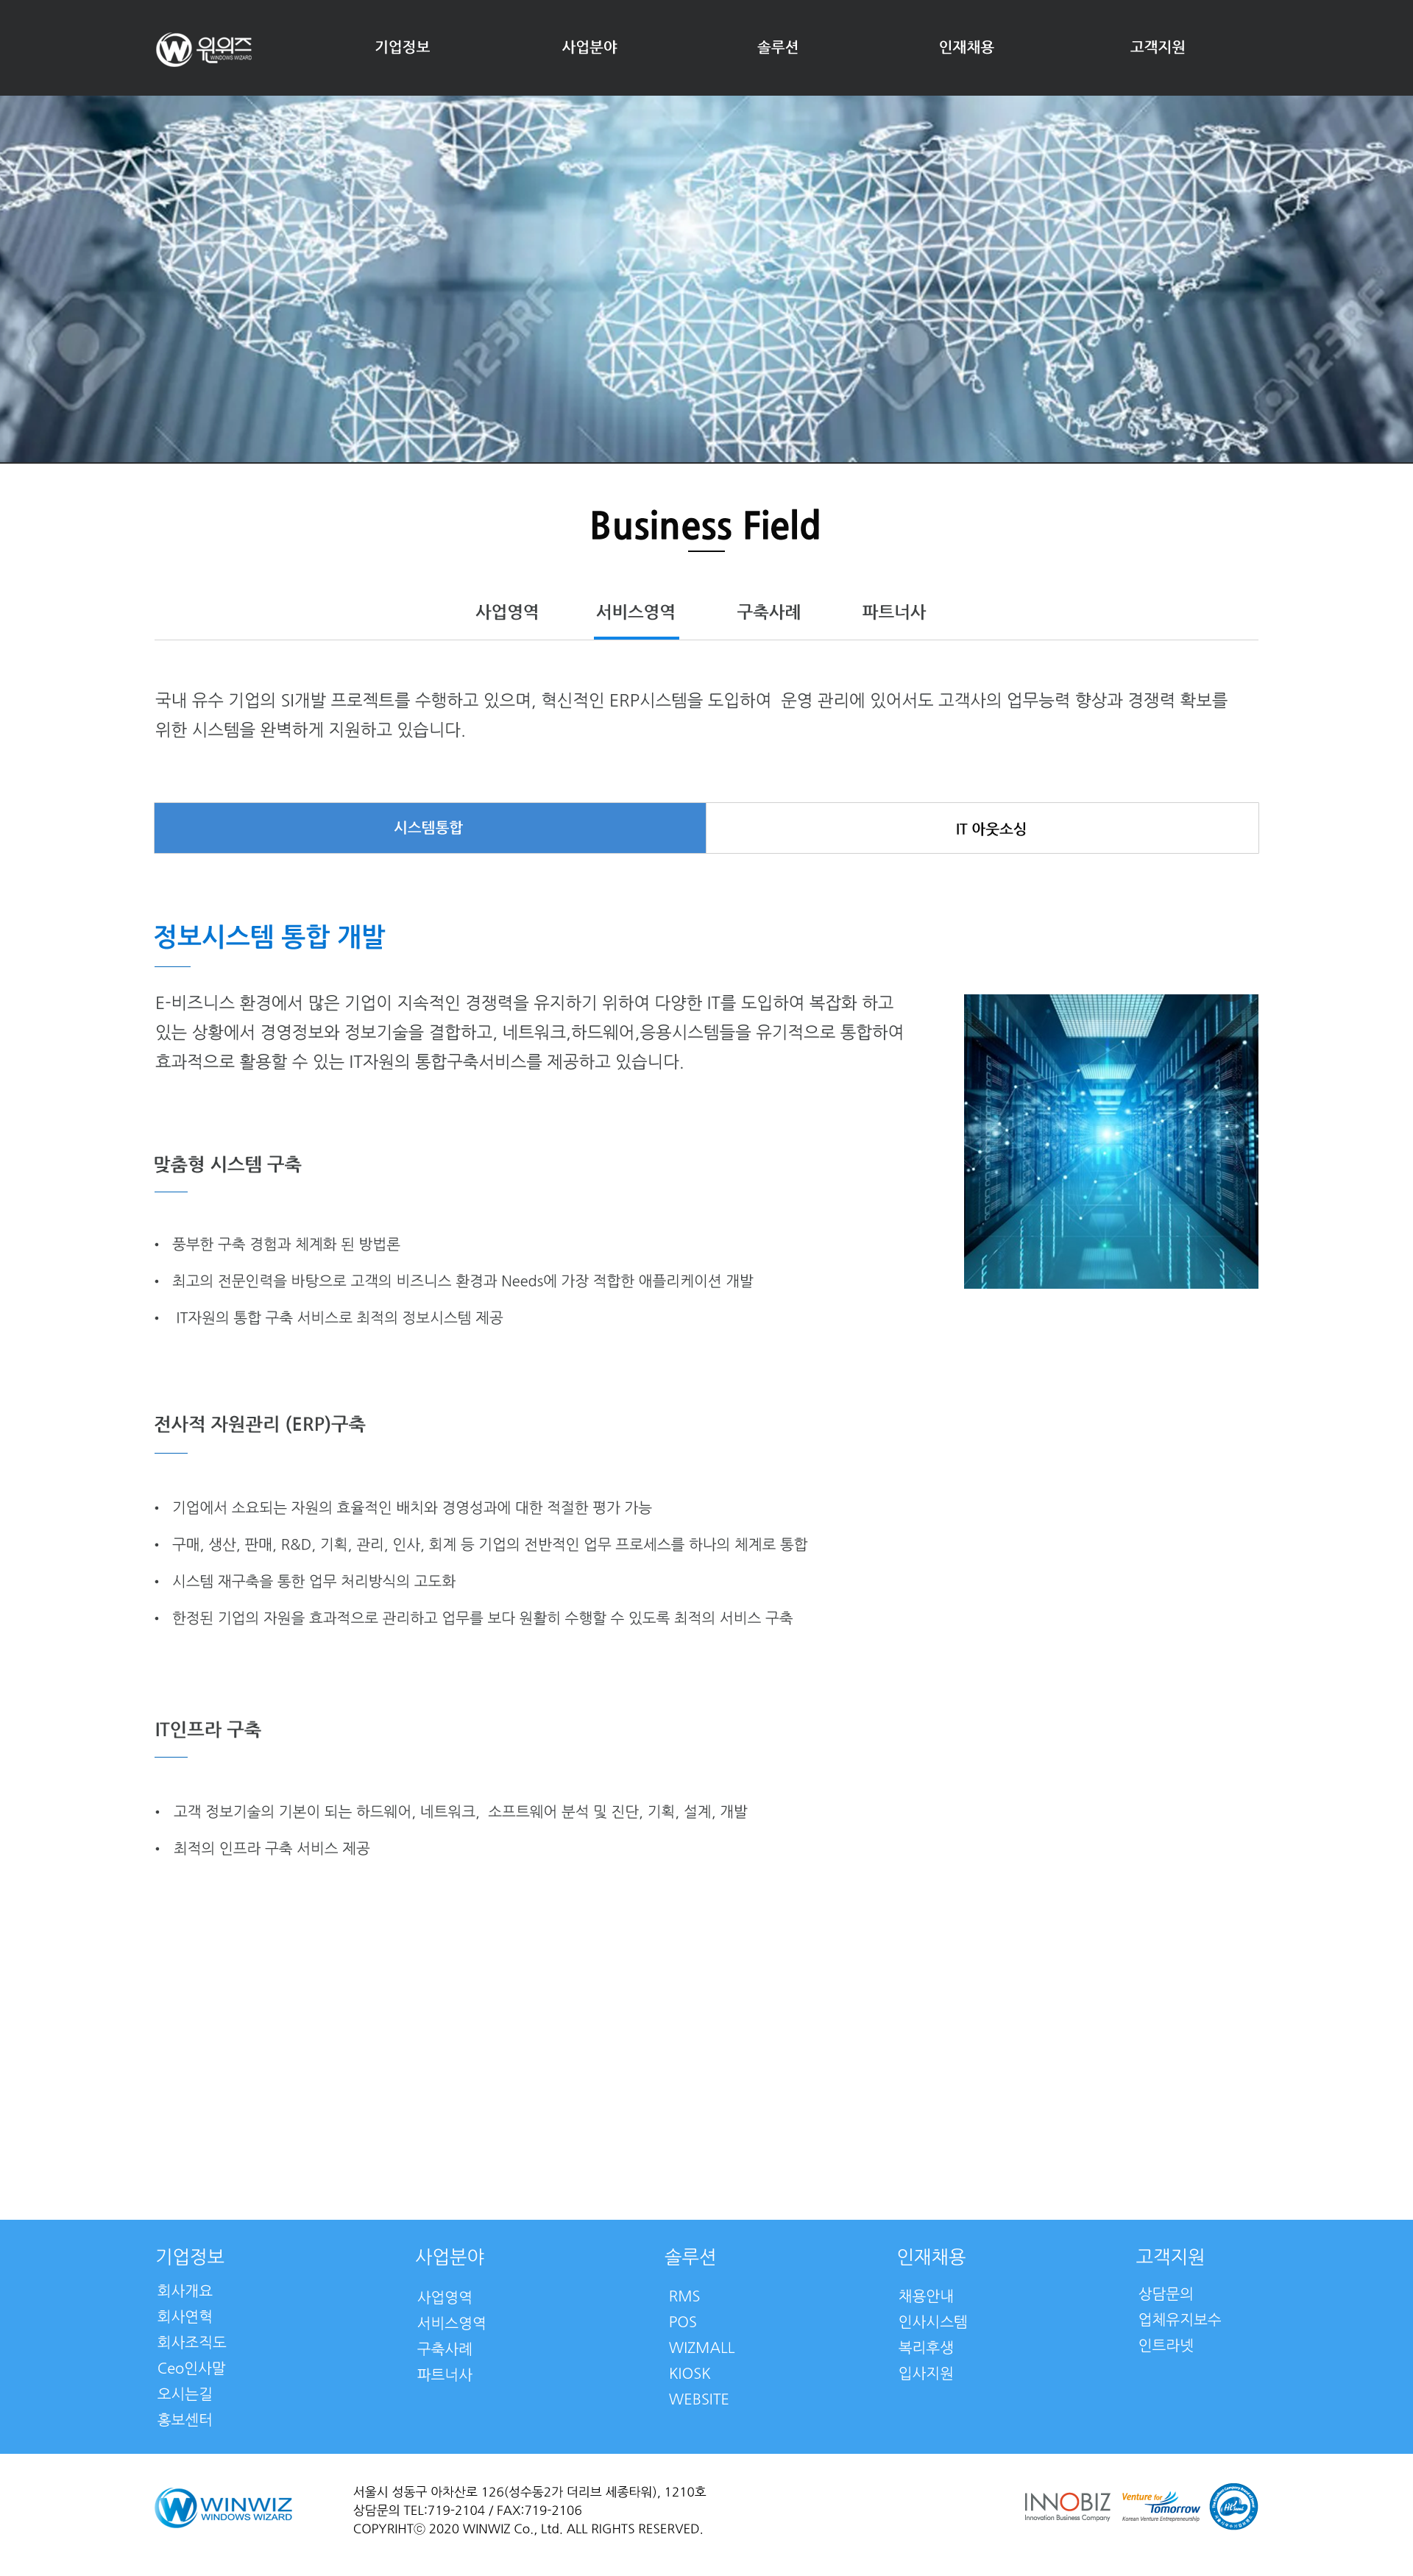 윈위즈
WINDOWS WIZARD
기업정보 사업분야 솔루션 인재채용 고객지원
123RF 123RF
Business Field
사업영역 서비스영역 구축사례 파트너사
국내 유수 기업의 SI개발 프로젝트를 수행하고 있으며, 혁신적인 ERP시스템을 도입하여 운영 관리에 있어서도 고객사의 업무능력 향상과 경쟁력 확보를
위한 시스템을 완벽하게 지원하고 있습니다.
시스템통합 IT 아웃소싱
정보시스템 통합 개발
E-비즈니스 환경에서 많은 기업이 지속적인 경쟁력을 유지하기 위하여 다양한 IT를 도입하여 복잡화 하고
있는 상황에서 경영정보와 정보기술을 결합하고, 네트워크,하드웨어,응용시스템들을 유기적으로 통합하여
효과적으로 활용할 수 있는 IT자원의 통합구축서비스를 제공하고 있습니다.
맞춤형 시스템 구축
• 풍부한 구축 경험과 체계화 된 방법론
• 최고의 전문인력을 바탕으로 고객의 비즈니스 환경과 Needs에 가장 적합한 애플리케이션 개발
• IT자원의 통합 구축 서비스로 최적의 정보시스템 제공
전사적 자원관리 (ERP)구축
• 기업에서 소요되는 자원의 효율적인 배치와 경영성과에 대한 적절한 평가 가능
• 구매, 생산, 판매, R&D, 기획, 관리, 인사, 회계 등 기업의 전반적인 업무 프로세스를 하나의 체계로 통합
• 시스템 재구축을 통한 업무 처리방식의 고도화
• 한정된 기업의 자원을 효과적으로 관리하고 업무를 보다 원활히 수행할 수 있도록 최적의 서비스 구축
IT인프라 구축
• 고객 정보기술의 기본이 되는 하드웨어, 네트워크, 소프트웨어 분석 및 진단, 기획, 설계, 개발
• 최적의 인프라 구축 서비스 제공
기업정보
회사개요
회사연혁
회사조직도
Ceo인사말
오시는길
홍보센터
사업분야
사업영역
서비스영역
구축사례
파트너사
솔루션
RMS
POS
WIZMALL
KIOSK
WEBSITE
인재채용
채용안내
인사시스템
복리후생
입사지원
고객지원
상담문의
업체유지보수
인트라넷
WINWIZ
WINDOWS WIZARD
서울시 성동구 아차산로 126(성수동2가 더리브 세종타워), 1210호
상담문의 TEL:719-2104 / FAX:719-2106
COPYRIHTⓒ 2020 WINWIZ Co., Ltd. ALL RIGHTS RESERVED.
INNOBIZ
Innovation Business Company
Venture for
Tomorrow
Korean Venture Entrepreneurship